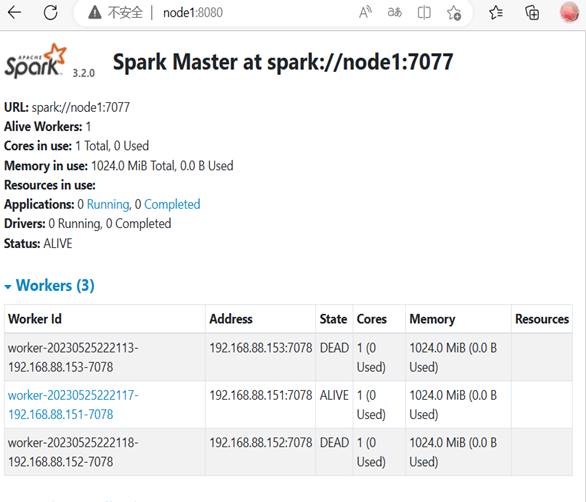 不安全 node1:8080
APACHE
Spark 3.2.0 Spark Master at spark://node1:7077
URL: spark://node1:7077
Alive Workers: 1
Cores in use: 1 Total, 0 Used
Memory in use: 1024.0 MiB Total, 0.0 B Used
Resources in use:
Applications: 0 Running, 0 Completed
Drivers: 0 Running, 0 Completed
Status: ALIVE
Workers (3)
Worker Id Address State Cores Memory Resources
worker-20230525222113- 192.168.88.153:7078 DEAD 1 (0 1024.0 MiB (0.0 B
192.168.88.153-7078 Used) Used)
worker-20230525222117- 192.168.88.151:7078 ALIVE 1 (0 1024.0 MiB (0.0 B
192.168.88.151-7078 Used) Used)
worker-20230525222118- 192.168.88.152:7078 DEAD 1 (0 1024.0 MiB (0.0 B
192.168.88.152-7078 Used) Used)